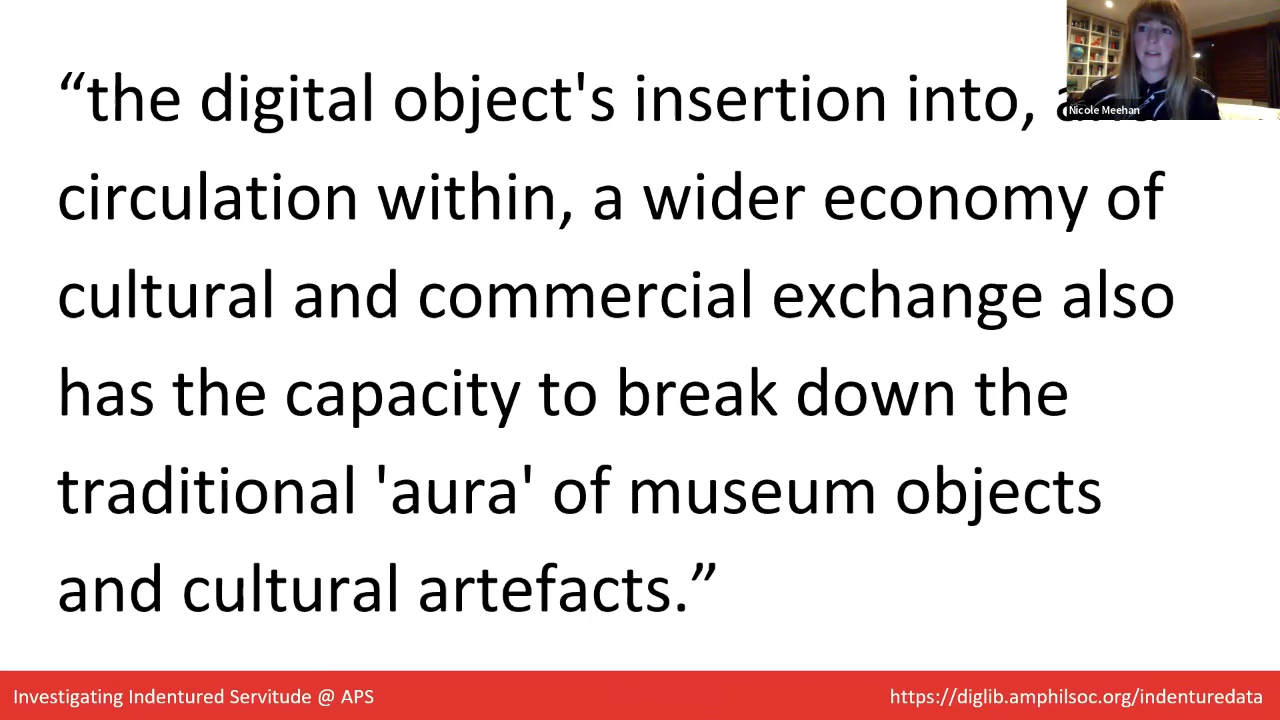 “the digital object's insertion into,
circulation within, a wider economy of
cultural and commercial exchange also
has the capacity to break down the
traditional 'aura' of museum objects
and cultural artefacts.”
Nicole Meehan
Investigating Indentured Servitude @ APS
https://diglib.amphilsoc.org/indenturedata